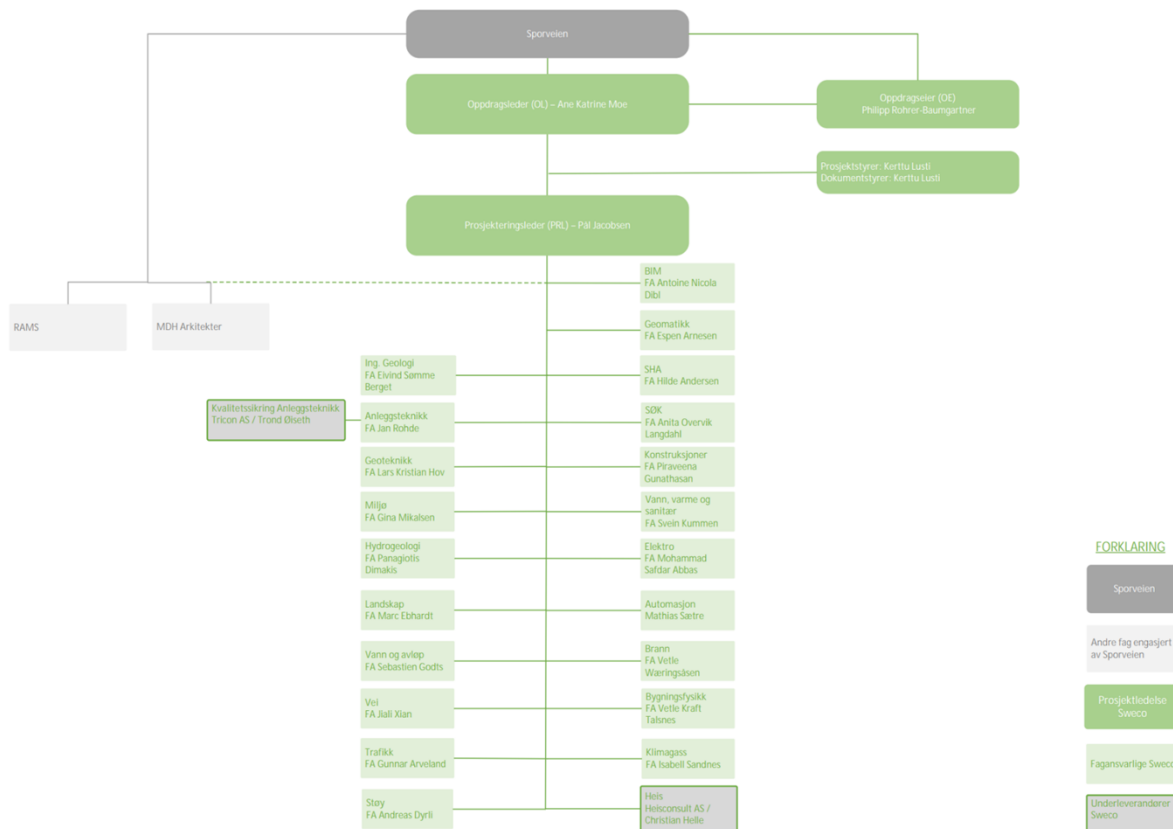 Sporveien
Oppdragsleder (OL) – Ane Katrine Moe
Oppdragseier (OE)
Philipp Rohrer-Baumgartner
Prosjektstyrer: Kerttu Lusti
Dokumentstyrer: Kerttu Lusti
Prosjekteringsleder (PRL) – Pål Jacobsen
RAMS
MDH Arkitekter
BIM
FA Antoine Nicola
Dibl
Geomatikk
FA Espen Arnesen
Ing. Geologi
FA Eivind Sømme
Berget
SHA
FA Hilde Andersen
Kvalitetssikring Anleggsteknikk
Tricon AS / Trond Øiseth
Anleggsteknikk
FA Jan Rohde
SØK
FA Anita Overvik
Langdahl
Geoteknikk
FA Lars Kristian Hov
Konstruksjoner
FA Piraveena
Gunathasan
Miljø
FA Gina Mikalsen
Vann, varme og
sanitær
FA Svein Kummen
Hydrogeologi
FA Panagiotis
Dimakis
Elektro
FA Mohammad
Safdar Abbas
Landskap
FA Marc Ebhardt
Automasjon
Mathias Sætre
Vann og avløp
FA Sebastien Godts
Brann
FA Vetle
Wæringsåsen
Vei
FA Jiali Xian
Bygningsfysikk
FA Vetle Kraft
Talsnes
Trafikk
FA Gunnar Arveland
Klimagass
FA Isabell Sandnes
Støy
FA Andreas Dyrli
Heis
Heisconsult AS /
Christian Helle
FORKLARING
Sporveien
Andre fag engasjert
av Sporveien
Prosjektledelse
Sweco
Fagansvarlige Sweco
Underleverandører
Sweco